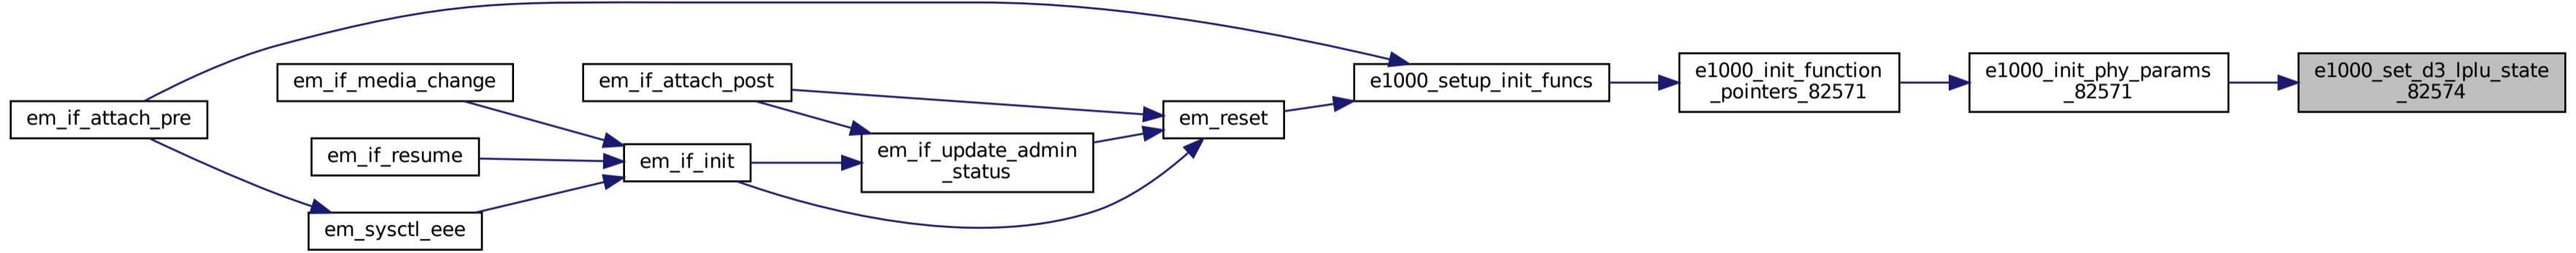 em_if_attach_pre
em_if_media_change
em_if_resume
em_sysctl_eee
em_if_attach_post
em_if_init
em_if_update_admin
_status
em_reset
e1000_setup_init_funcs
e1000_init_function
_pointers_82571
e1000_init_phy_params
_82571
e1000_set_d3_lplu_state
_82574